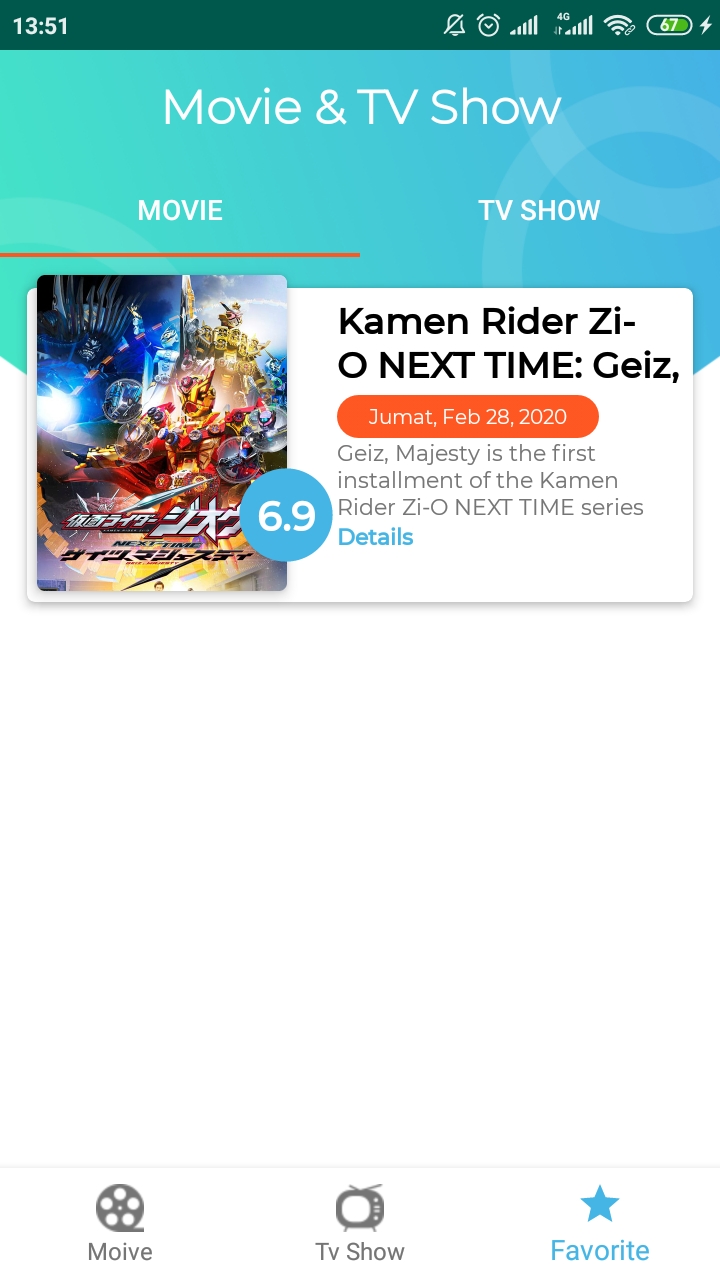 13:51
4G
67
Movie & TV Show
MOVIE
TV SHOW
Kamen Rider Zi-
O NEXT TIME: Geiz,
Jumat, Feb 28, 2020
Geiz, Majesty is the first
installment of the Kamen
Rider Zi-O NEXT TIME series
Details
6.9
仮面ライダー ジオウ
NEXT TIME
ゲイツ、マジェスティ
GEIZ, MAJESTY
Moive
Tv Show
Favorite